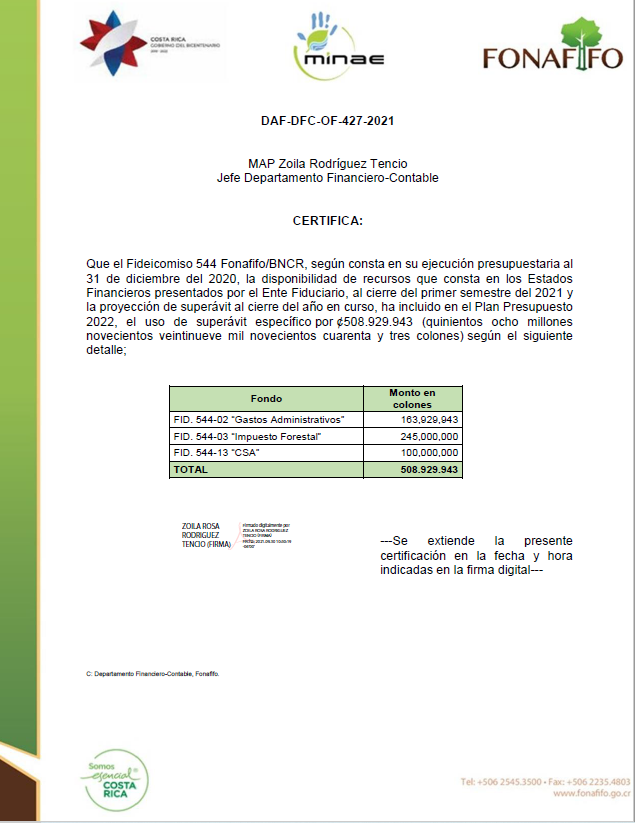 COSTA RICA
GOBIERNO DEL BICENTENARIO
minae
FONAFIFO
DAF-DFC-OF-427-2021
MAP Zoila Rodríguez Tencio
Jefe Departamento Financiero-Contable
CERTIFICA:
Que el Fideicomiso 544 Fonafifo/BNCR, según consta en su ejecución presupuestaria al
31 de diciembre del 2020, la disponibilidad de recursos que consta en los Estados
Financieros presentados por el Ente Fiduciario, al cierre del primer semestre del 2021 y
la proyección de superávit al cierre del año en curso, ha incluido en el Plan Presupuesto
2022, el uso de superávit específico por ¢508.929.943 (quinientos ocho millones
novecientos veintinueve mil novecientos cuarenta y tres colones) según el siguiente
detalle;
Fondo Monto en
colones
FID. 544-02 "Gastos Administrativos" 163,929,943
FID. 544-03 "Impuesto Forestal" 245,000,000
FID. 544-13 "CSA" 100,000,000
TOTAL 508.929.943
ZOILA ROSA
RODRIGUEZ
TENCIO (FIRMA)
Firmado digitalmente por
ZOILA ROSA RODRIGUEZ
TENCIO (FIRMA)
---Se extiende la presente
certificación en la fecha y hora
indicadas en la firma digital---
C: Departamento Financiero-Contable, Fonafifo.
Somos
esencial
COSTA
RICA
Tel: +506 2545.3500 • Fax: +506 2235.4803
www.fonafifo.go.cr